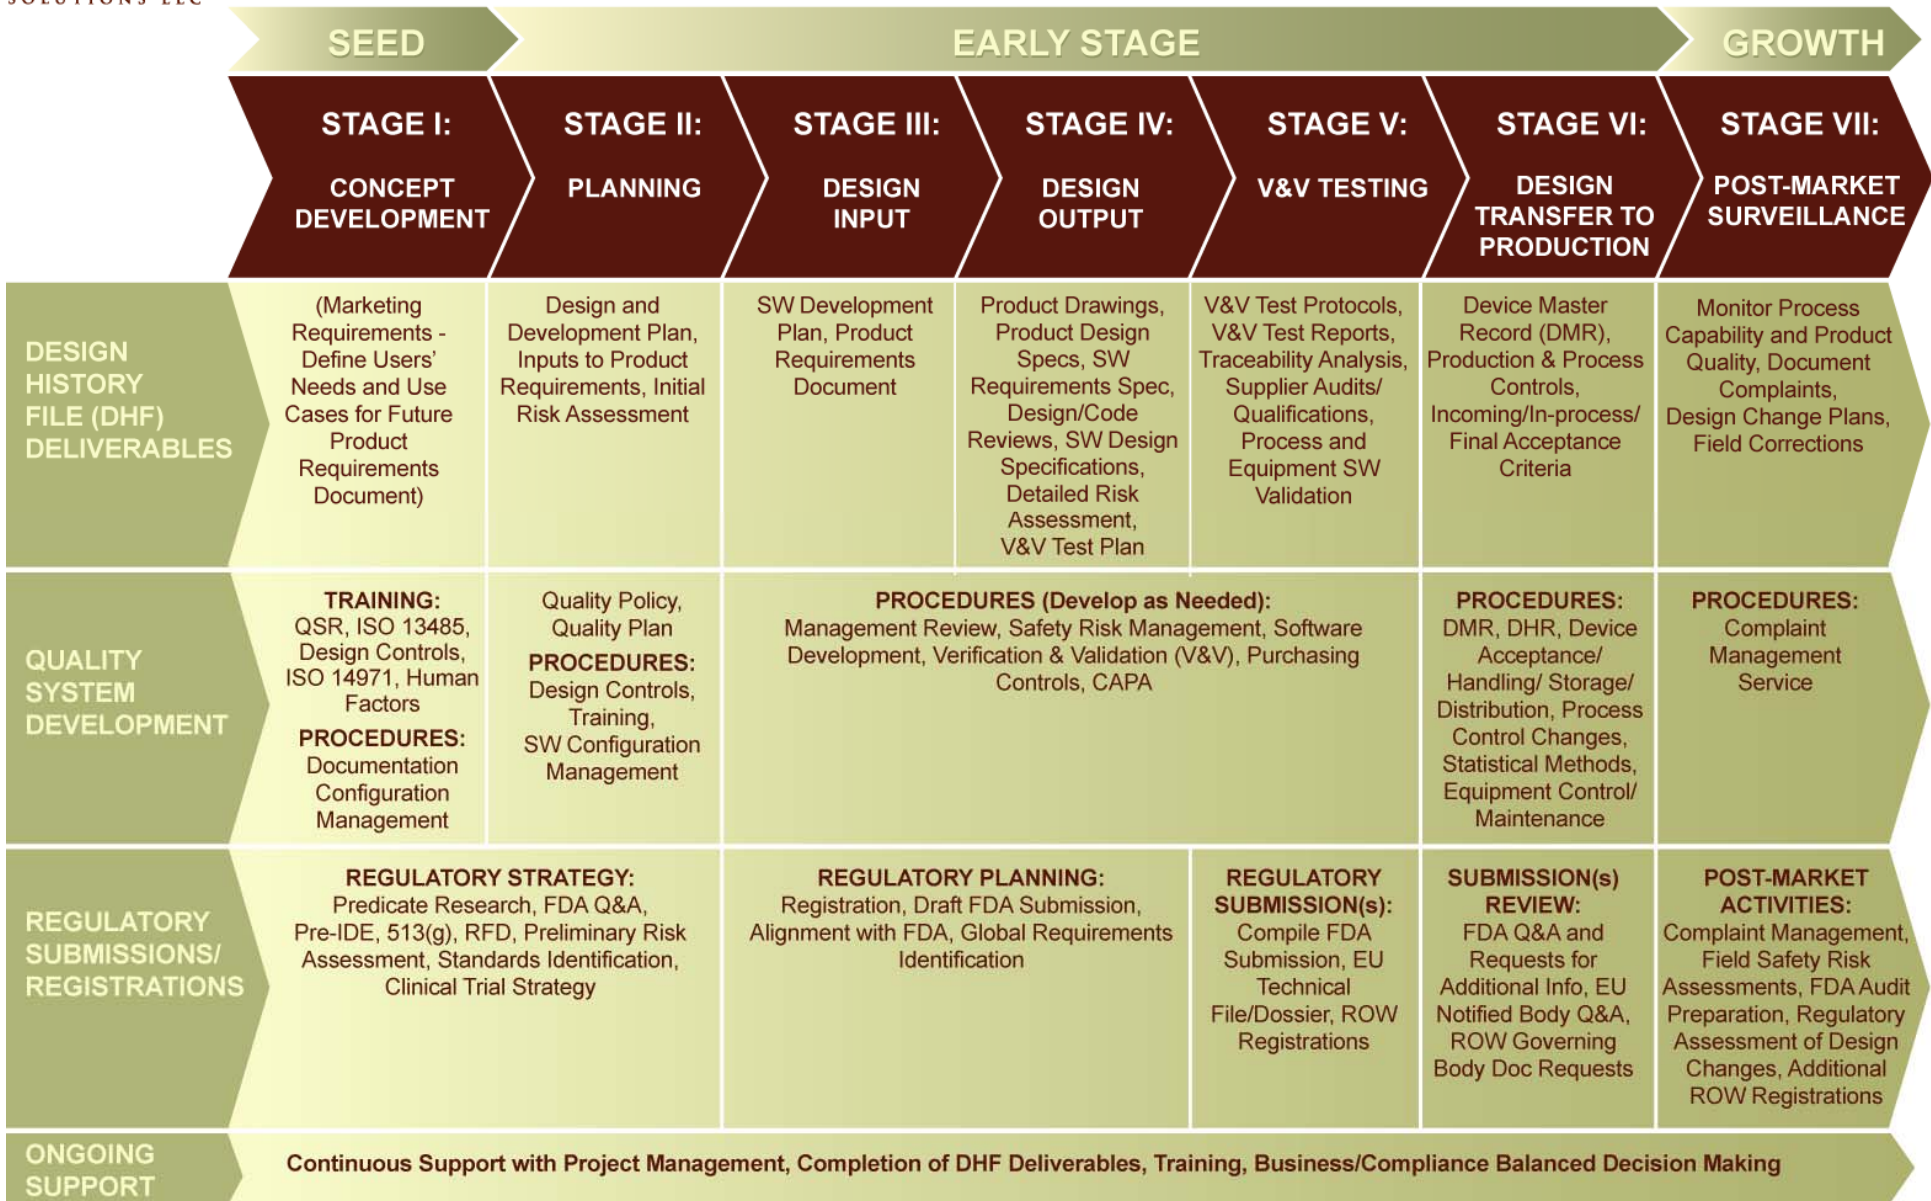 SOLUTIONS LLC
SEED
EARLY STAGE
GROWTH
STAGE I:
CONCEPT
DEVELOPMENT
STAGE II:
PLANNING
STAGE III:
DESIGN
INPUT
STAGE IV:
DESIGN
OUTPUT
STAGE V:
V&V TESTING
STAGE VI:
DESIGN
TRANSFER TO
PRODUCTION
STAGE VII:
POST-MARKET
SURVEILLANCE
DESIGN
HISTORY
FILE (DHF)
DELIVERABLES
(Marketing
Requirements -
Define Users'
Needs and Use
Cases for Future
Product
Requirements
Document)
Design and
Development Plan,
Inputs to Product
Requirements, Initial
Risk Assessment
SW Development
Plan, Product
Requirements
Document
Product Drawings,
Product Design
Specs, SW
Requirements Spec,
Design/Code
Reviews, SW Design
Specifications,
Detailed Risk
Assessment,
V&V Test Plan
V&V Test Protocols,
V&V Test Reports,
Traceability Analysis,
Supplier Audits/
Qualifications,
Process and
Equipment SW
Validation
Device Master
Record (DMR),
Production & Process
Controls,
Incoming/In-process/
Final Acceptance
Criteria
Monitor Process
Capability and Product
Quality, Document
Complaints,
Design Change Plans,
Field Corrections
QUALITY
SYSTEM
DEVELOPMENT
TRAINING:
QSR, ISO 13485,
Design Controls,
ISO 14971, Human
Factors
PROCEDURES:
Documentation
Configuration
Management
Quality Policy,
Quality Plan
PROCEDURES:
Design Controls,
Training,
SW Configuration
Management
PROCEDURES (Develop as Needed):
Management Review, Safety Risk Management, Software
Development, Verification & Validation (V&V), Purchasing
Controls, CAPA
PROCEDURES:
DMR, DHR, Device
Acceptance/
Handling/ Storage/
Distribution, Process
Control Changes,
Statistical Methods,
Equipment Control/
Maintenance
PROCEDURES:
Complaint
Management
Service
REGULATORY
SUBMISSIONS/
REGISTRATIONS
REGULATORY STRATEGY:
Predicate Research, FDA Q&A,
Pre-IDE, 513(g), RFD, Preliminary Risk
Assessment, Standards Identification,
Clinical Trial Strategy
REGULATORY PLANNING:
Registration, Draft FDA Submission,
Alignment with FDA, Global Requirements
Identification
REGULATORY
SUBMISSION(s):
Compile FDA
Submission, EU
Technical
File/Dossier, ROW
Registrations
SUBMISSION(s)
REVIEW:
FDA Q&A and
Requests for
Additional Info, EU
Notified Body Q&A,
ROW Governing
Body Doc Requests
POST-MARKET
ACTIVITIES:
Complaint Management,
Field Safety Risk
Assessments, FDA Audit
Preparation, Regulatory
Assessment of Design
Changes, Additional
ROW Registrations
ONGOING
SUPPORT
Continuous Support with Project Management, Completion of DHF Deliverables, Training, Business/Compliance Balanced Decision Making